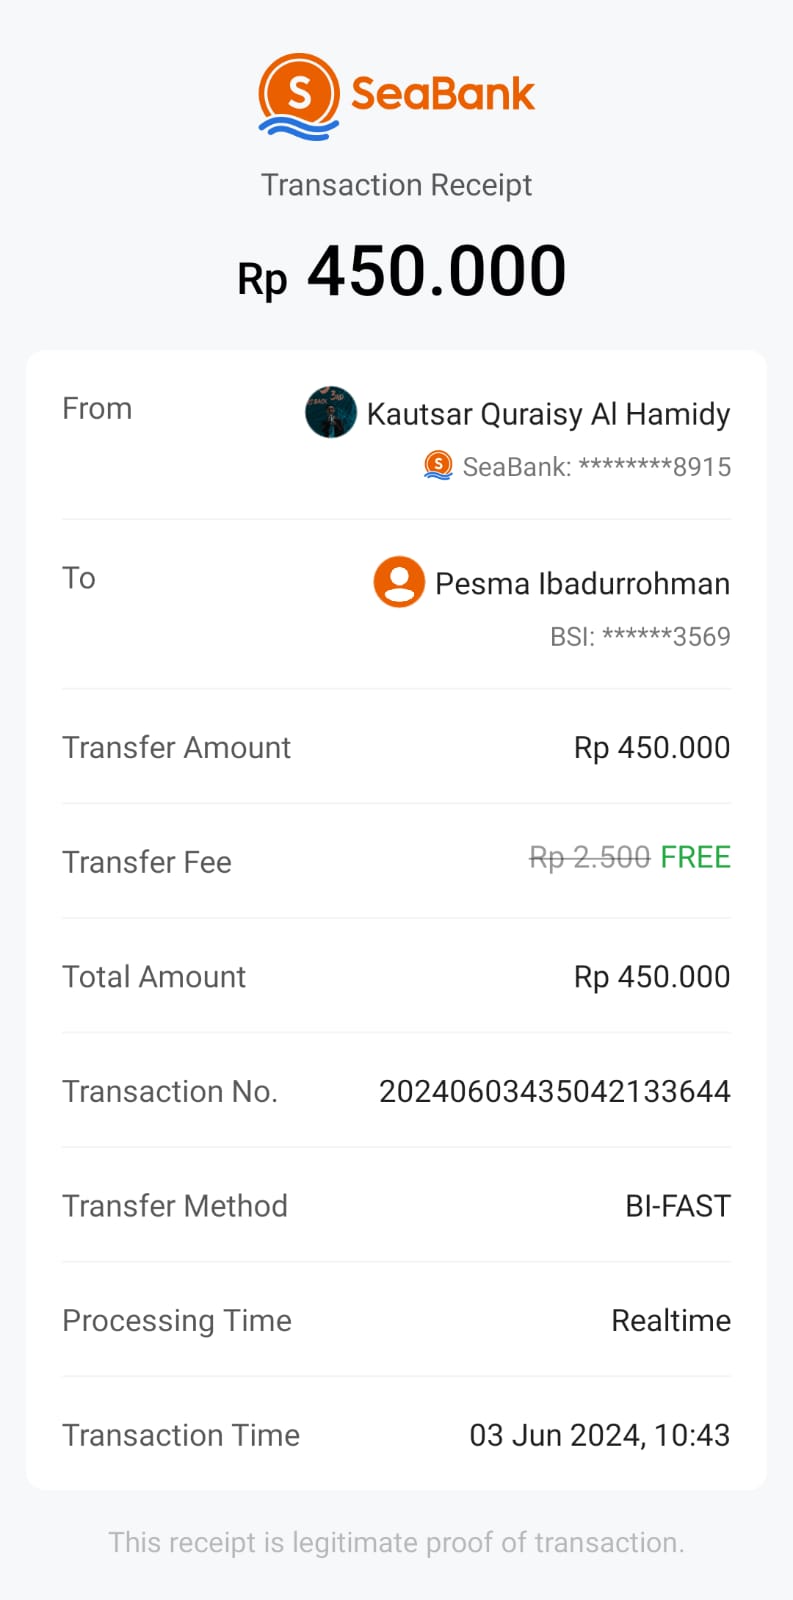 SeaBank
Transaction Receipt
Rp 450.000
From
Kautsar Quraisy Al Hamidy
SeaBank: ********8915
To
Pesma Ibadurrohman
BSI: ******3569
Transfer Amount Rp 450.000
Transfer Fee Rp 2.500 FREE
Total Amount Rp 450.000
Transaction No. 20240603435042133644
Transfer Method BI-FAST
Processing Time Realtime
Transaction Time 03 Jun 2024, 10:43
This receipt is legitimate proof of transaction.